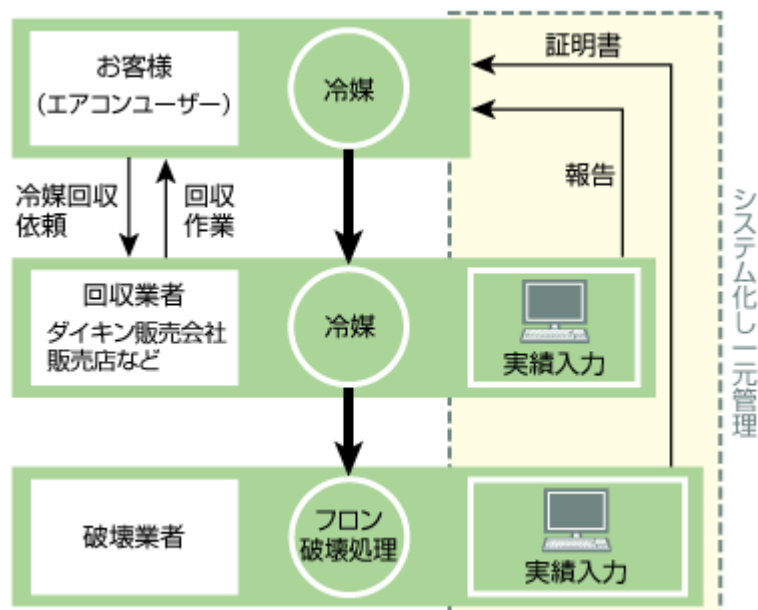 お客様
（エアコンユーザー）
冷媒
証明書
報告
冷媒回収
依頼
回収
作業
回収業者
ダイキン販売会社
販売店など
冷媒
実績入力
破壊業者
フロン
破壊処理
実績入力
システム化し一元管理